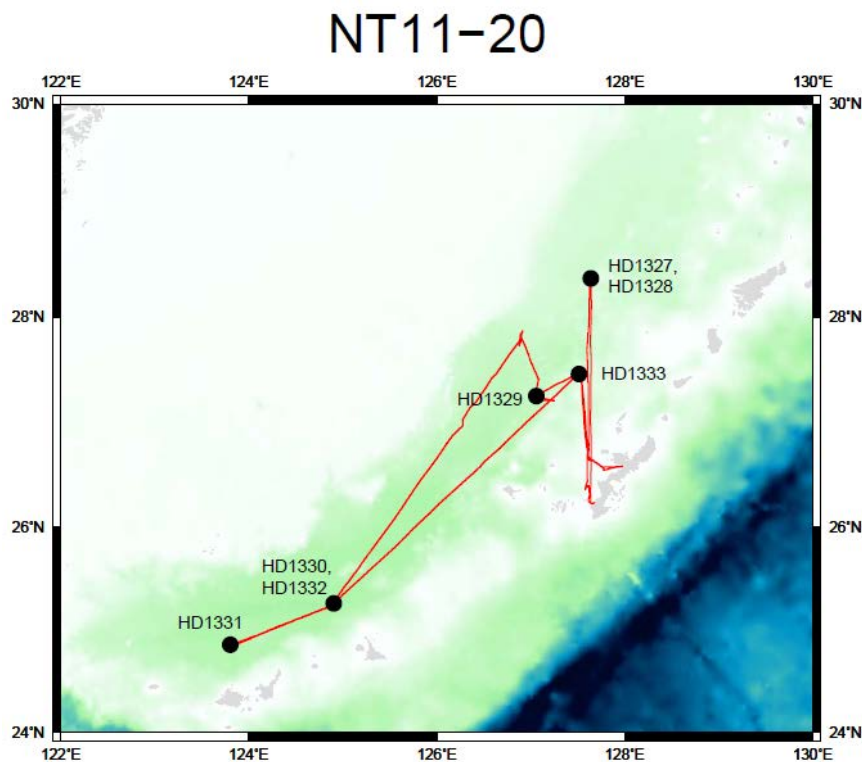 NT11−20
122˚E 124˚E 126˚E 128˚E 130˚E
30˚N 30˚N
HD1327,
HD1328
28˚N 28˚N
HD1333
HD1329
26˚N 26˚N
HD1330,
HD1332
HD1331
24˚N 24˚N
122˚E 124˚E 126˚E 128˚E 130˚E